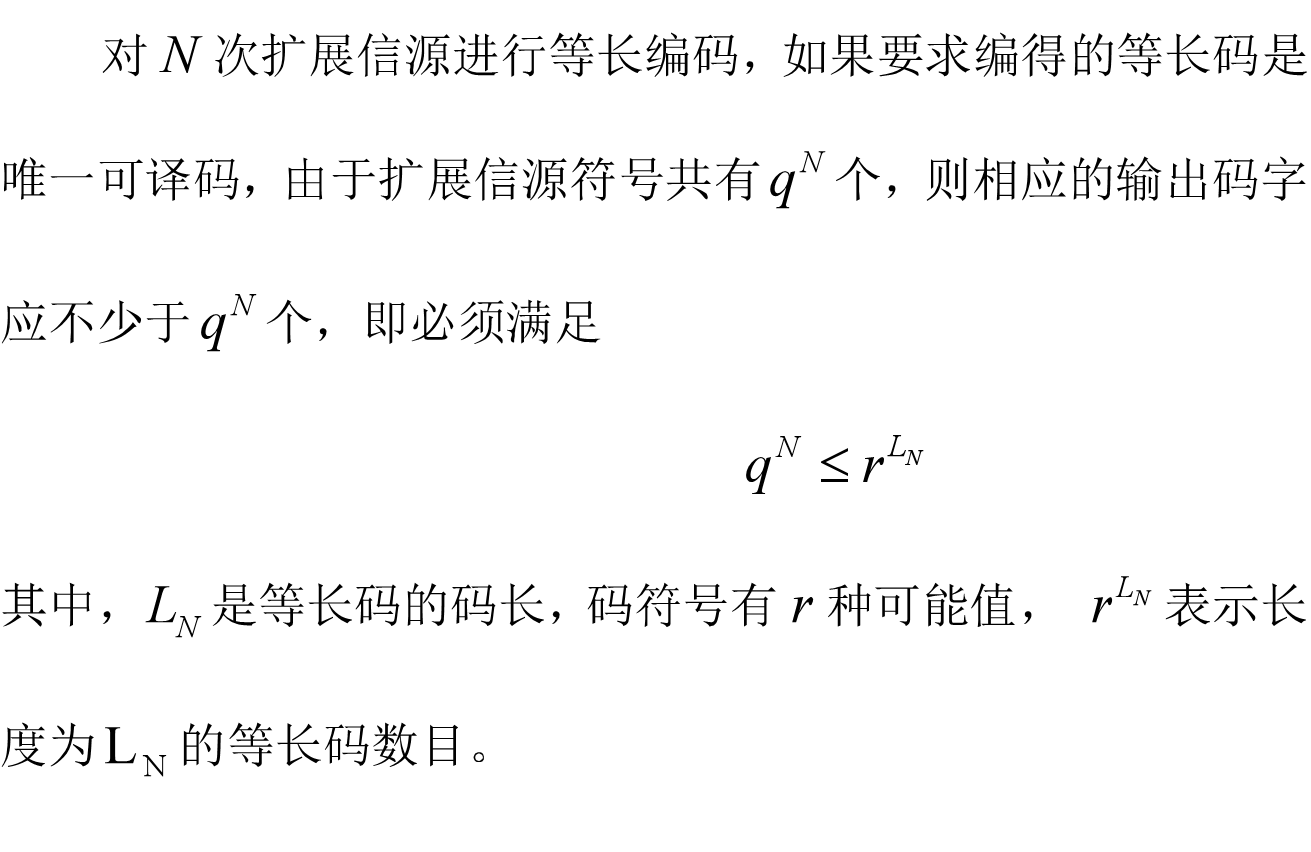 对 N 次扩展信源进行等长编码，如果要求编得的等长码是
唯一可译码，由于扩展信源符号共有 q^N 个，则相应的输出码字
应不少于 q^N 个，即必须满足
q^N ≤ r^{L_N}
其中，L_N 是等长码的码长，码符号有 r 种可能值， r^{L_N} 表示长
度为 L_N 的等长码数目。